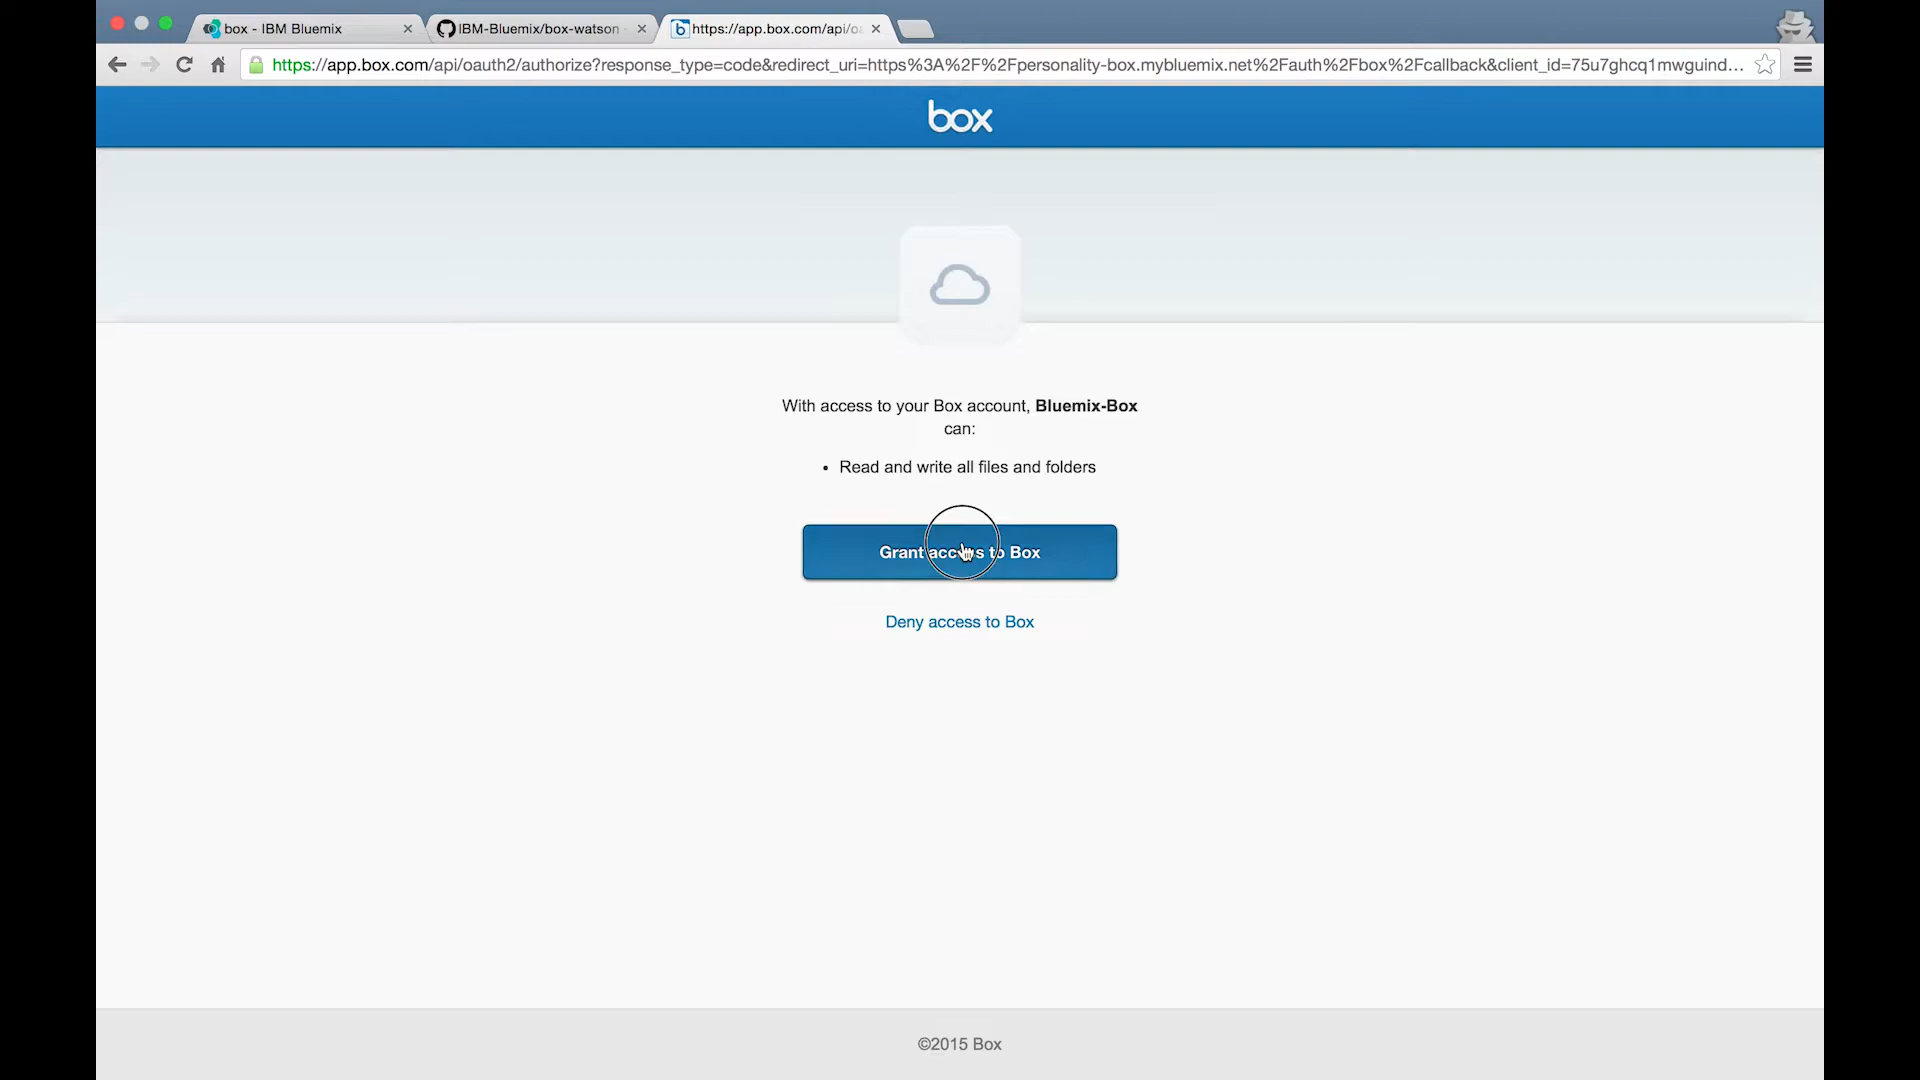 box - IBM Bluemix
IBM-Bluemix/box-watson
https://app.box.com/api/oa
https://app.box.com/api/oauth2/authorize?response_type=code&redirect_uri=https%3A%2F%2Fpersonality-box.mybluemix.net%2Fauth%2Fbox%2Fcallback&client_id=75u7ghcq1mwguind...
box
With access to your Box account, Bluemix-Box
can:
• Read and write all files and folders
Grant access to Box
Deny access to Box
©2015 Box